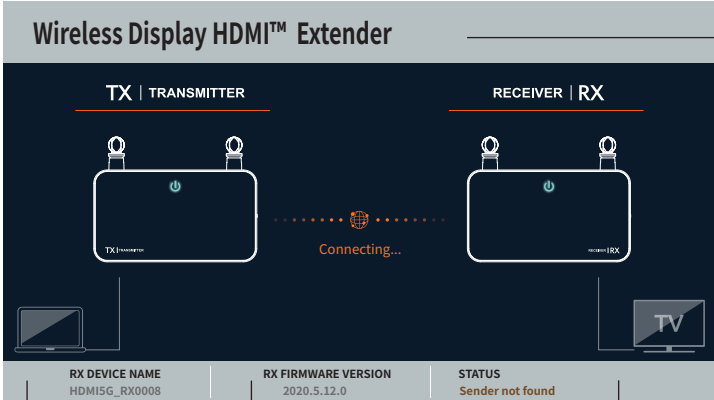 Wireless Display HDMI™ Extender
TX | TRANSMITTER
RECEIVER | RX
TX | TRANSMITTER
RECEIVER | RX
Connecting...
TV
RX DEVICE NAME
RX FIRMWARE VERSION
STATUS
HDMI5G_RX0008
2020.5.12.0
Sender not found